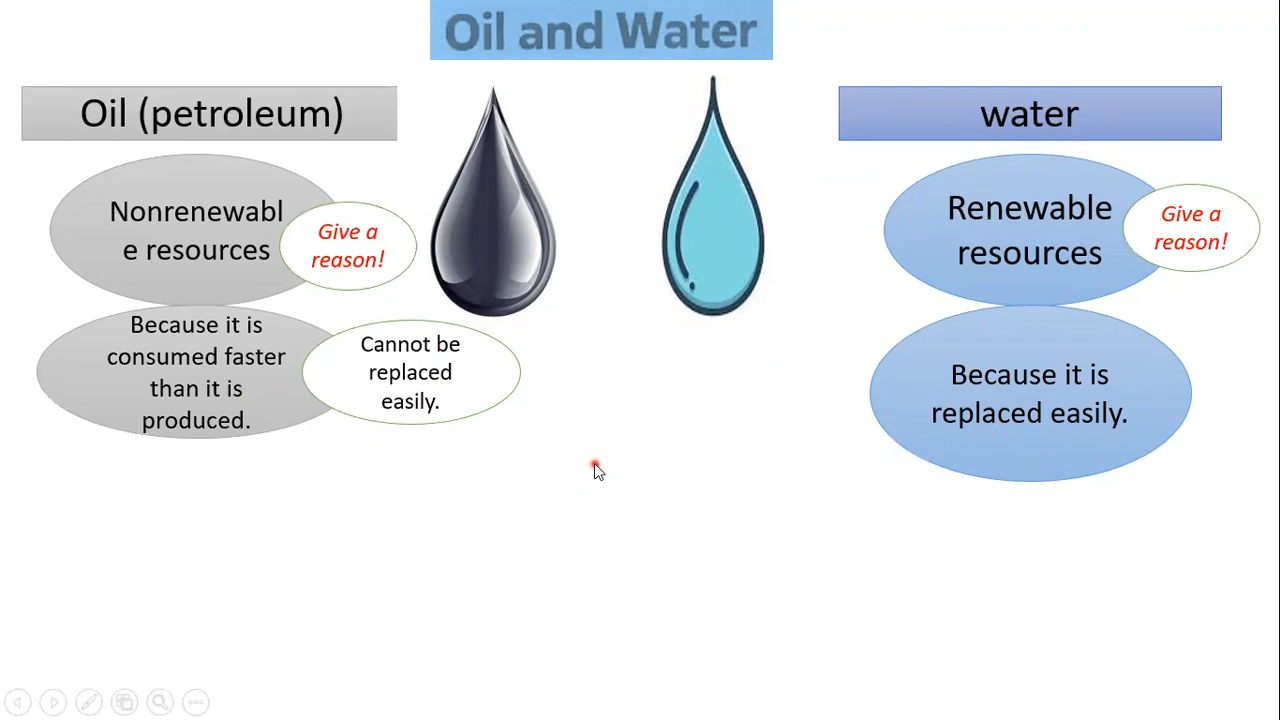 Oil and Water
Oil (petroleum)
Nonrenewabl
e resources
Give a
reason!
Because it is
consumed faster
than it is
produced.
Cannot be
replaced
easily.
water
Renewable
resources
Give a
reason!
Because it is
replaced easily.